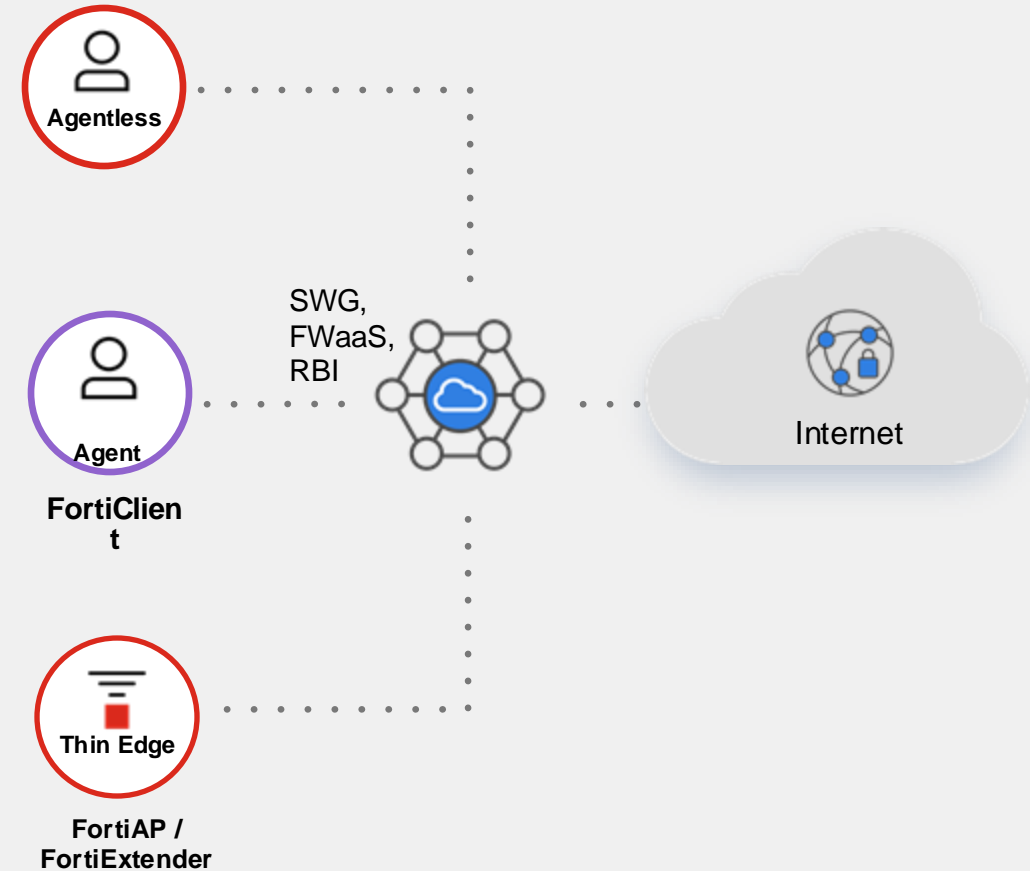 Agentless
SWG,
FWaaS,
RBI
Agent
FortiClien
t
Internet
Thin Edge
FortiAP /
FortiExtender